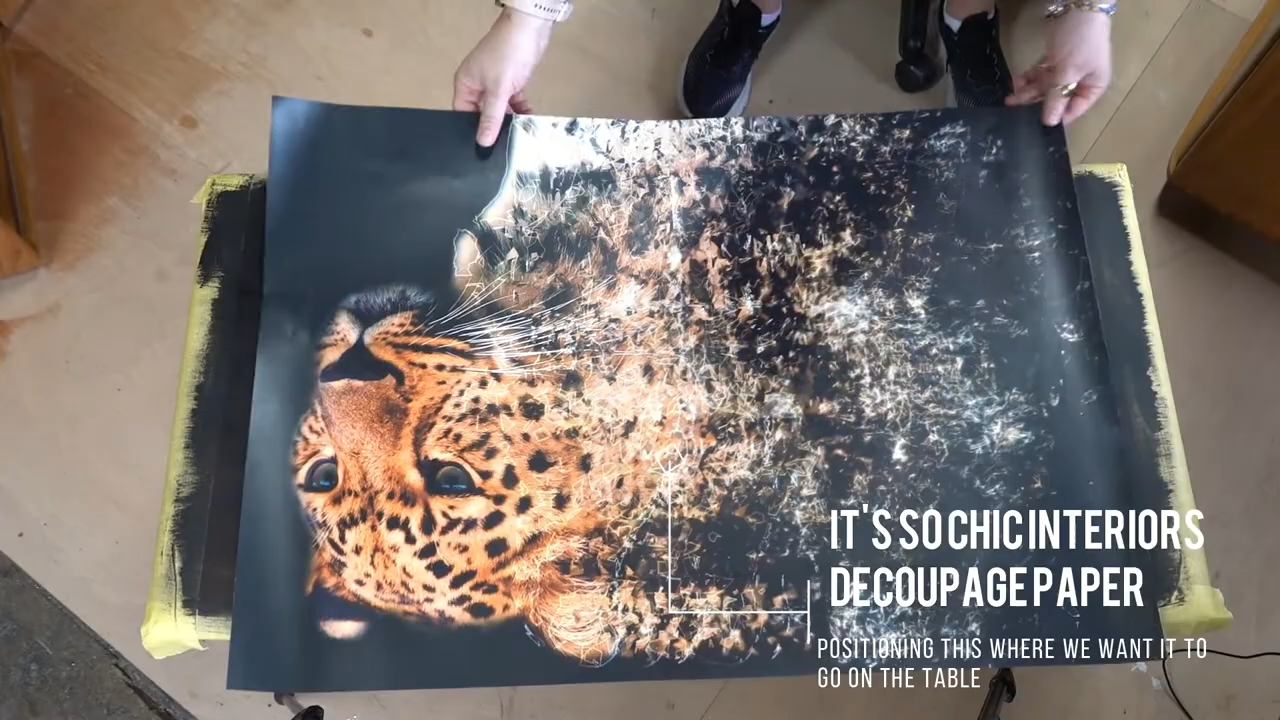 IT'S SO CHIC INTERIORS
DECOUPAGE PAPER
POSITIONING THIS WHERE WE WANT IT TO
GO ON THE TABLE